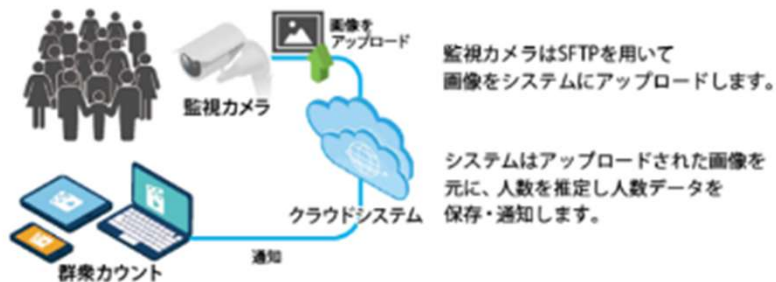 画像を
アップロード
監視カメラ
監視カメラはSFTPを用いて
画像をシステムにアップロードします。
クラウドシステム
システムはアップロードされた画像を
元に、人数を推定し人数データを
保存・通知します。
通知
群衆カウント